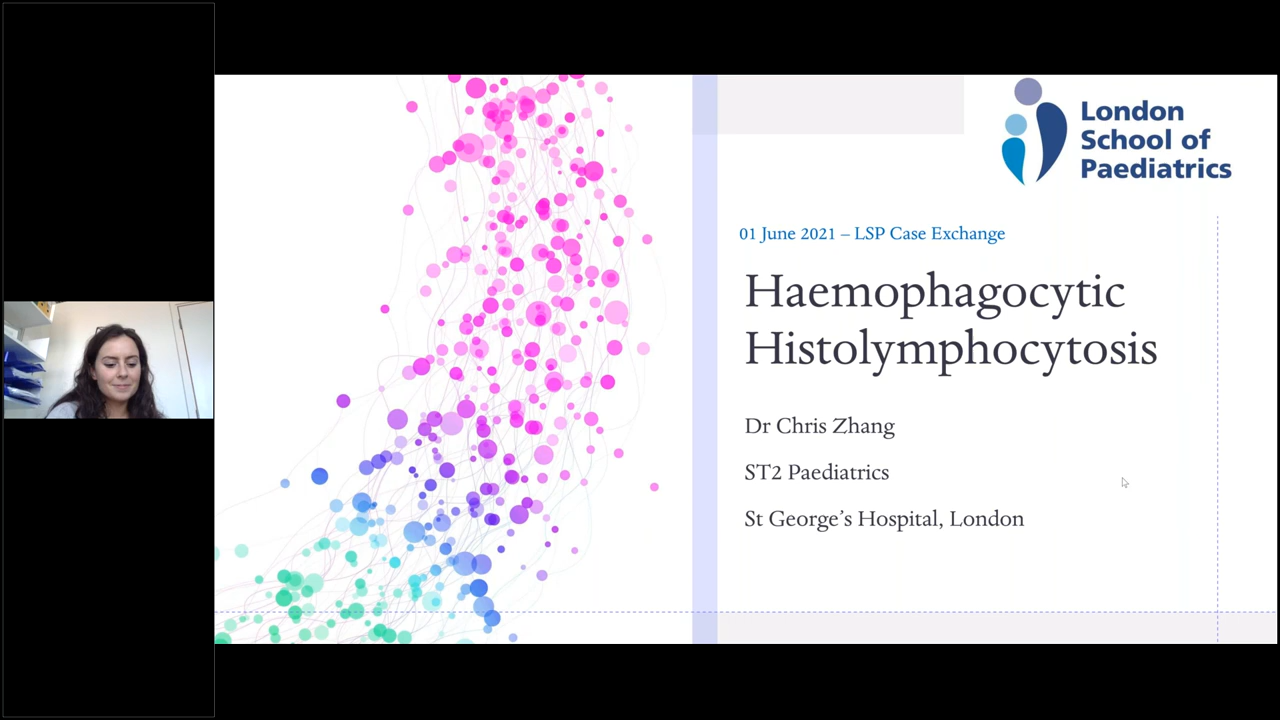 London
School of
Paediatrics
01 June 2021 – LSP Case Exchange
Haemophagocytic
Histolymphocytosis
Dr Chris Zhang
ST2 Paediatrics
St George’s Hospital, London